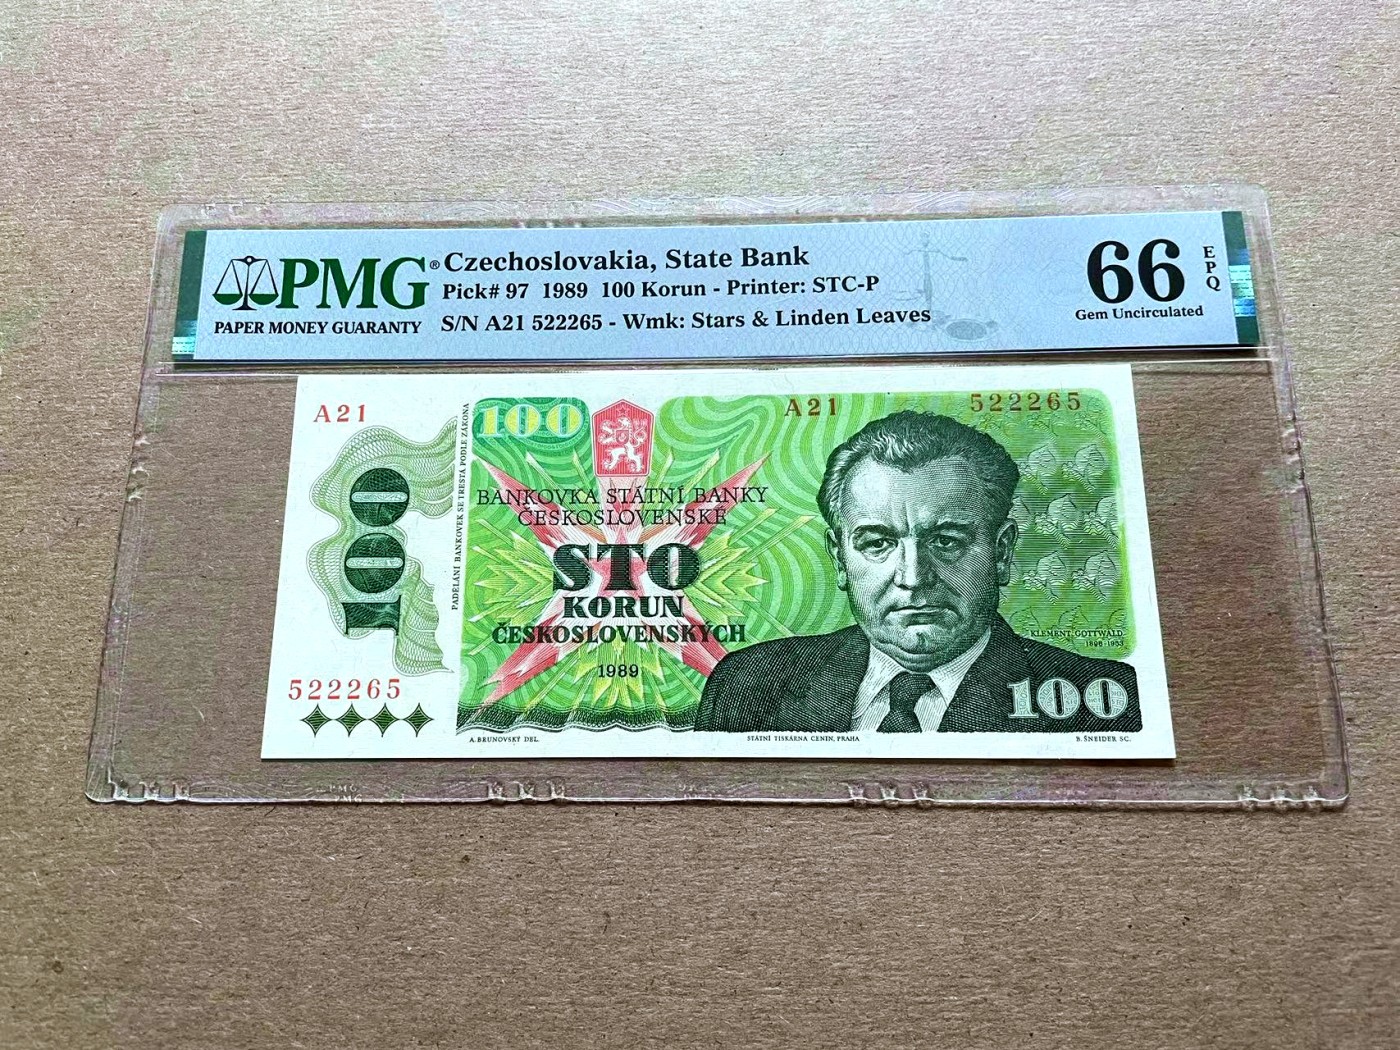 PMG®
PAPER MONEY GUARANTY
Czechoslovakia, State Bank
Pick# 97 1989 100 Korun - Printer: STC-P
S/N A21 522265 - Wmk: Stars & Linden Leaves
66
EPQ
Gem Uncirculated
A21
100
PADĚLÁNÍ BANKOVEK SE TRESTÁ PODLE ZÁKONA
100
A21
522265
BANKOVKA STÁTNÍ BANKY
ČESKOSLOVENSKÉ
STO
KORUN
ČESKOSLOVENSKÝCH
1989
KLEMENT GOTTWALD
1896-1953
522265
100
A. BRUNOVSKÝ DEL.
STÁTNÍ TISKÁRNA CENIN, PRAHA
B. ŠNEIDER SC.
PMG
PMG